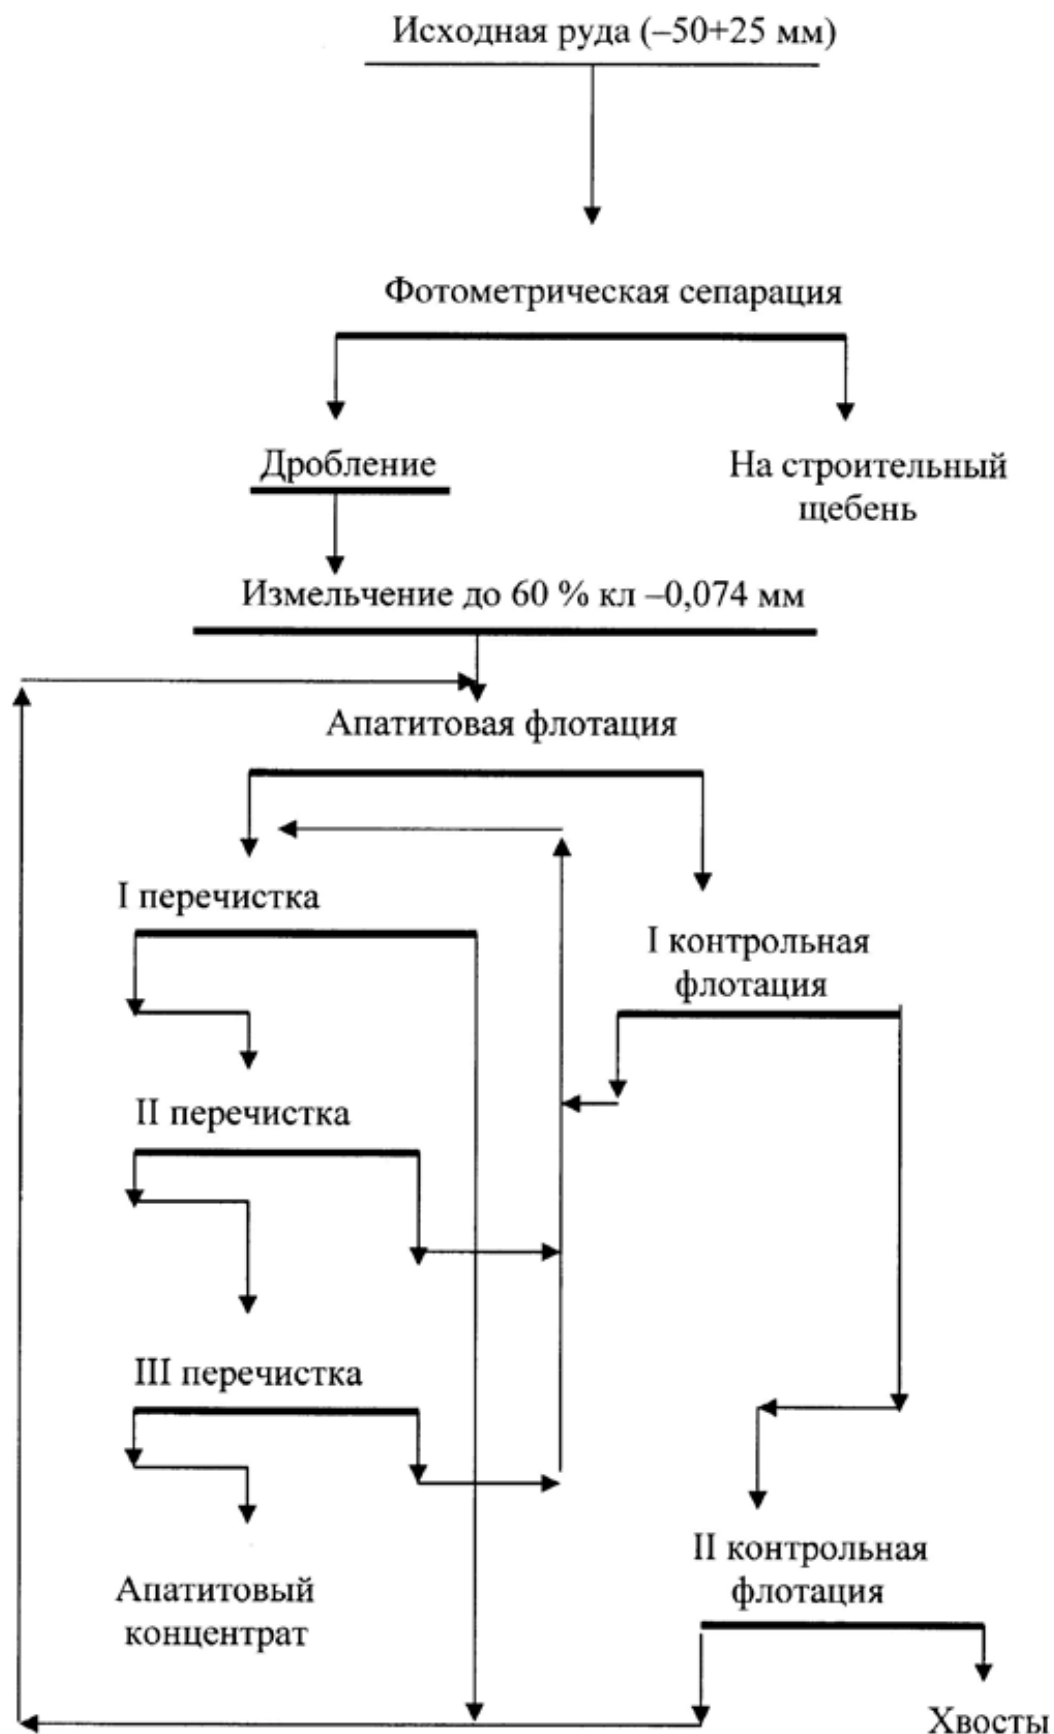 Исходная руда (–50+25 мм)
Фотометрическая сепарация
Дробление
На строительный
щебень
Измельчение до 60 % кл –0,074 мм
Апатитовая флотация
I перечистка
I контрольная
флотация
II перечистка
III перечистка
II контрольная
флотация
Апатитовый
концентрат
Хвосты